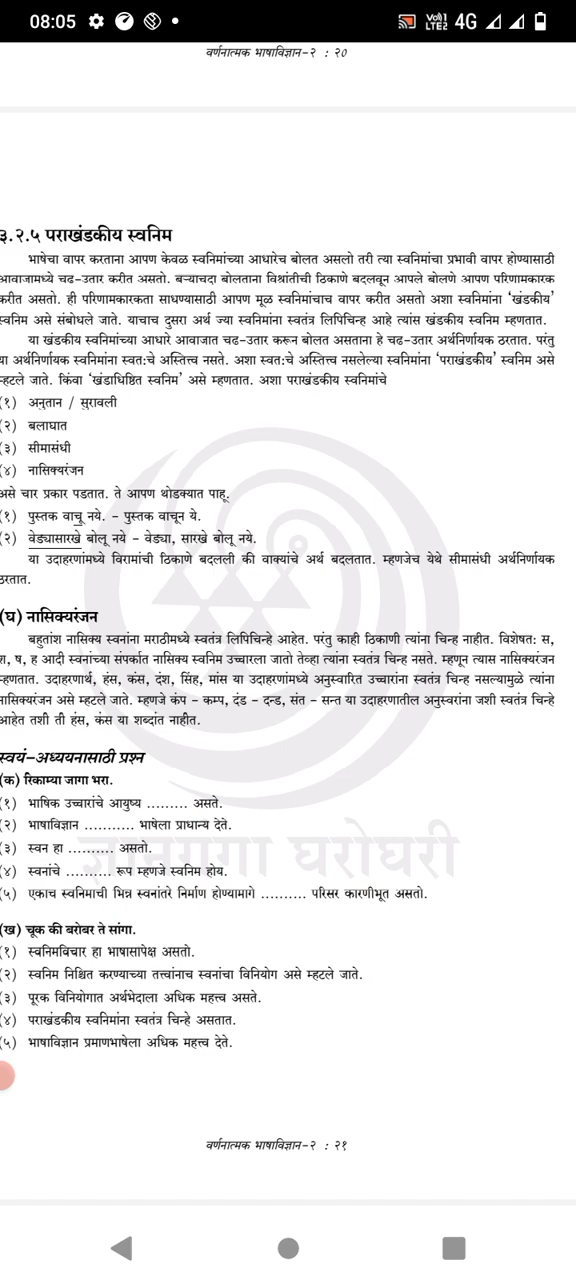 08:05
Vo)) LTE2 4G
वर्णनात्मक भाषाविज्ञान-२ : २०
३.२.५ पराखंडकीय स्वनिम
भाषेचा वापर करताना आपण केवळ स्वनिमांच्या आधारेच बोलत असलो तरी त्या स्वनिमांचा प्रभावी वापर होण्यासाठी
आवाजामध्ये चढ-उतार करीत असतो. बऱ्याचदा बोलताना विश्रांतीची ठिकाणे बदलवून आपले बोलणे आपण परिणामकारक
करीत असतो. ही परिणामकारकता साधण्यासाठी आपण मूळ स्वनिमांचाच वापर करीत असतो अशा स्वनिमांना ‘खंडकीय’
स्वनिम असे संबोधले जाते. याचाच दुसरा अर्थ ज्या स्वनिमांना स्वतंत्र लिपिचिन्ह आहे त्यांस खंडकीय स्वनिम म्हणतात.
या खंडकीय स्वनिमांच्या आधारे आवाजात चढ-उतार करून बोलत असताना हे चढ-उतार अर्थनिर्णायक ठरतात. परंतु
या अर्थनिर्णायक स्वनिमांना स्वत:चे अस्तित्त्व नसते. अशा स्वत:चे अस्तित्व नसलेल्या स्वनिमांना ‘पराखंडकीय’ स्वनिम असे
म्हटले जाते. किंवा ‘खंडाधिष्ठित स्वनिम’ असे म्हणतात. अशा पराखंडकीय स्वनिमांचे
(१) अनुतान / सुरावली
(२) बलाघात
(३) सीमासंधी
(४) नासिक्यरंजन
असे चार प्रकार पडतात. ते आपण थोडक्यात पाहू.
(१) पुस्तक वाचू नये. - पुस्तक वाचून ये.
(२) वेड्यासारखे बोलू नये - वेड्या, सारखे बोलू नये.
या उदाहरणांमध्ये विरामांची ठिकाणे बदलली की वाक्यांचे अर्थ बदलतात. म्हणजेच येथे सीमासंधी अर्थनिर्णायक
ठरतात.
(घ) नासिक्यरंजन
बहुतांश नासिक्य स्वनांना मराठीमध्ये स्वतंत्र लिपिचिन्हे आहेत. परंतु काही ठिकाणी त्यांना चिन्ह नाहीत. विशेषत: स,
श, ष, ह आदी स्वनांच्या संपर्कात नासिक्य स्वनिम उच्चारला जातो तेव्हा त्यांना स्वतंत्र चिन्ह नसते. म्हणून त्यास नासिक्यरंजन
म्हणतात. उदाहरणार्थ, हंस, कंस, दंश, सिंह, मांस या उदाहरणांमध्ये अनुस्वारित उच्चारांना स्वतंत्र चिन्ह नसल्यामुळे त्यांना
नासिक्यरंजन असे म्हटले जाते. म्हणजे कंप - कम्प, दंड - दन्ड, संत - सन्त या उदाहरणातील अनुस्वरांना जशी स्वतंत्र चिन्हे
आहेत तशी ती हंस, कंस या शब्दांत नाहीत.
स्वयं-अध्ययनासाठी प्रश्न
(क) रिकाम्या जागा भरा.
(१) भाषिक उच्चारांचे आयुष्य ......... असते.
(२) भाषाविज्ञान ........... भाषेला प्राधान्य देते.
(३) स्वन हा .......... असतो.
(४) स्वनांचे .......... रूप म्हणजे स्वनिम होय.
(५) एकाच स्वनिमाची भिन्न स्वनांतरे निर्माण होण्यामागे .......... परिसर कारणीभूत असतो.
ज्ञानगंगा घरोघरी
(ख) चूक की बरोबर ते सांगा.
(१) स्वनिमविचार हा भाषासापेक्ष असतो.
(२) स्वनिम निश्चित करण्याच्या तत्त्वांनाच स्वनांचा विनियोग असे म्हटले जाते.
(३) पूरक विनियोगात अर्थभेदाला अधिक महत्त्व असते.
(४) पराखंडकीय स्वनिमांना स्वतंत्र चिन्हे असतात.
(५) भाषाविज्ञान प्रमाणभाषेला अधिक महत्त्व देते.
वर्णनात्मक भाषाविज्ञान-२ : २१